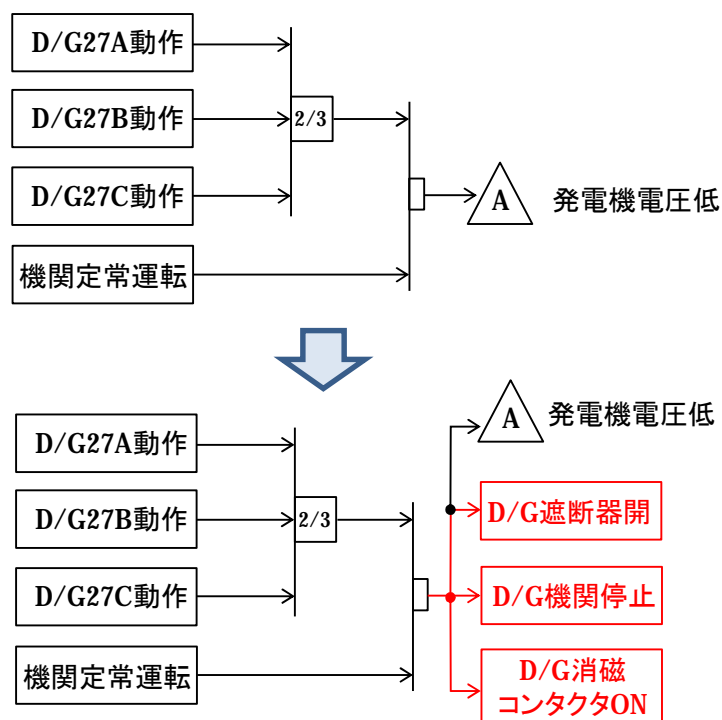 D/G27A動作
D/G27B動作
2/3
D/G27C動作
A
発電機電圧低
機関定常運転
A
発電機電圧低
D/G27A動作
D/G27B動作
2/3
D/G遮断器開
D/G27C動作
D/G機関停止
機関定常運転
D/G消磁
コンタクタON